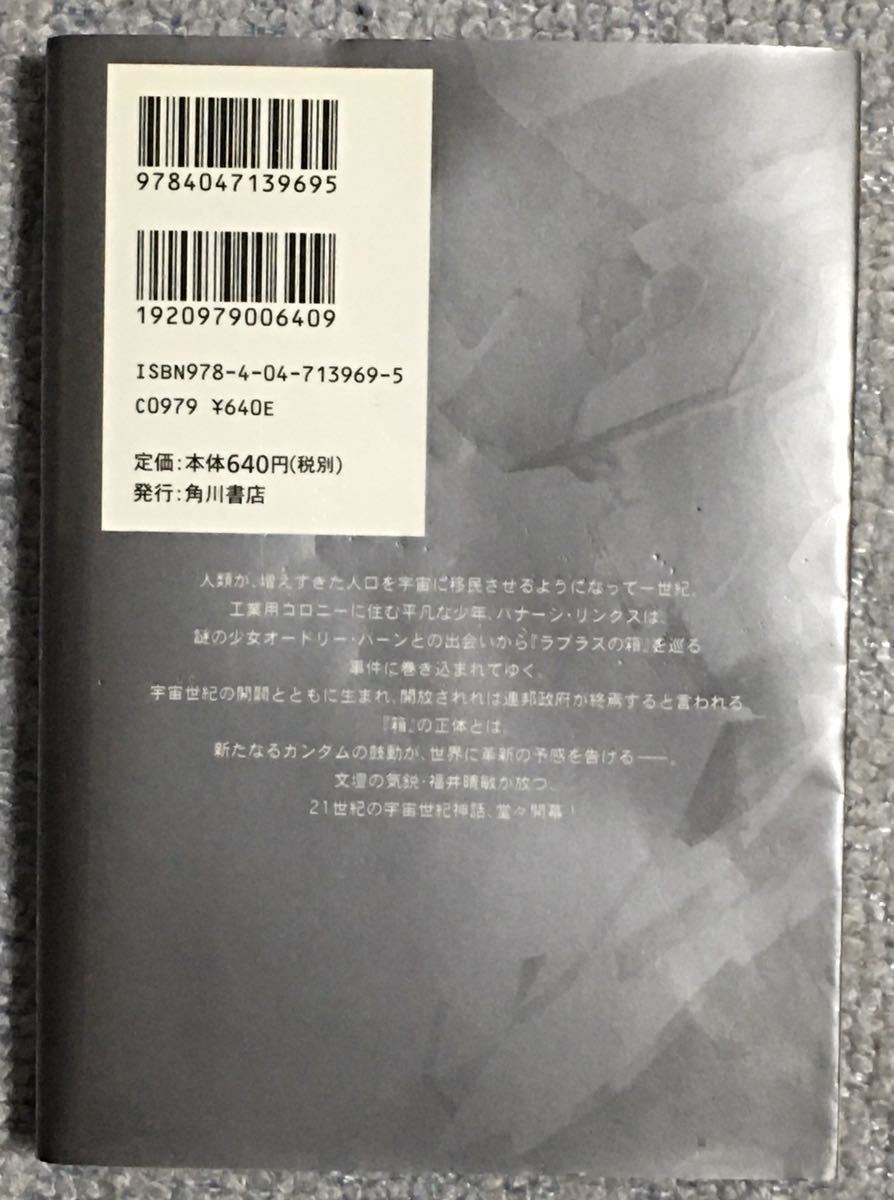 9784047139695
1920979006409
ISBN978-4-04-713969-5
C0979 ¥640E
定価:本体640円(税別)
発行:角川書店
人類が、増えすぎた人口を宇宙に移民させるようになって一世紀。
工業用コロニーに住む平凡な少年、バナージ・リンクスは、
謎の少女オードリー・バーンとの出会いから『ラプラスの箱』を巡る
事件に巻き込まれてゆく。
宇宙世紀の開闢とともに生まれ、開放されれば連邦政府が終焉すると言われる
『箱』の正体とは。
新たなるガンダムの鼓動が、世界に革新の予感を告げる——。
文壇の気鋭・福井晴敏が放つ、
21世紀の宇宙世紀神話、堂々開幕!